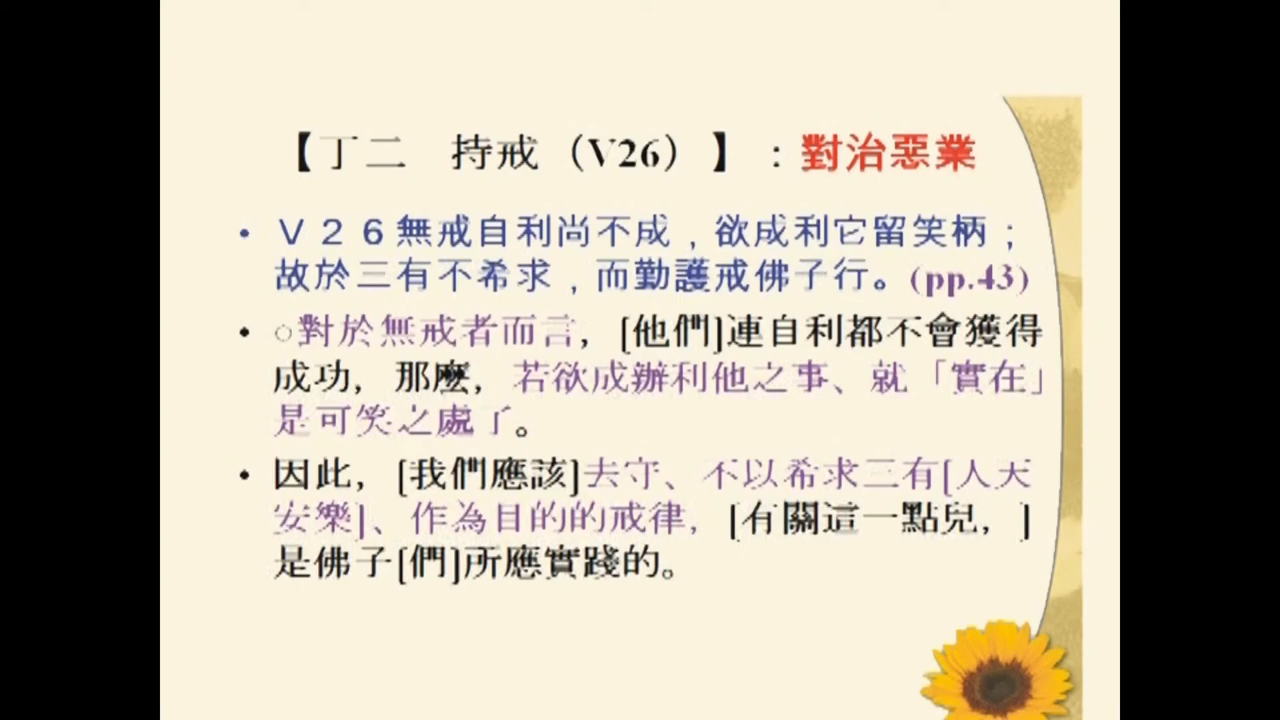 【丁二　持戒（V26）】：對治惡業
• Ｖ２６無戒自利尚不成，欲成利它留笑柄；
故於三有不希求，而勤護戒佛子行。(pp.43)
• ○對於無戒者而言，[他們]連自利都不會獲得
成功，那麼，若欲成辦利他之事、就「實在」
是可笑之處了。
• 因此，[我們應該]去守、不以希求三有[人天
安樂]、作為目的的戒律，[有關這一點兒，]
是佛子[們]所應實踐的。